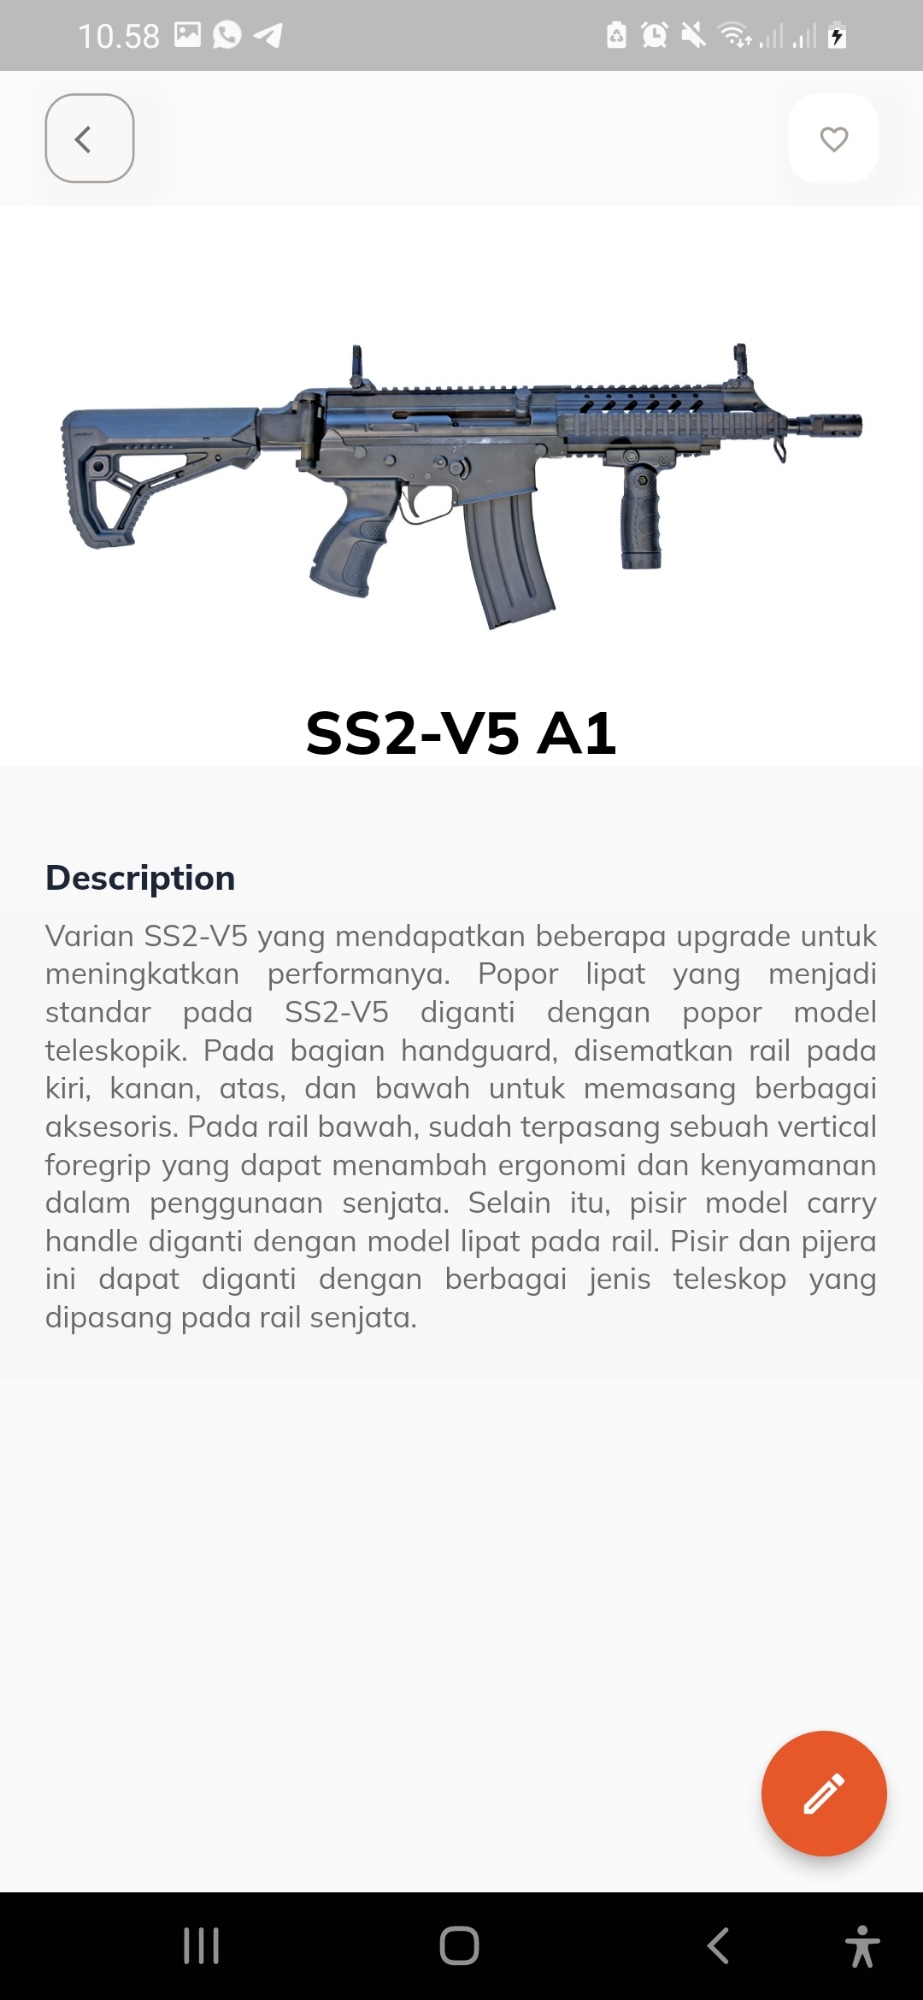 10.58
SS2-V5 A1
Description
Varian SS2-V5 yang mendapatkan beberapa upgrade untuk
meningkatkan performanya. Popor lipat yang menjadi
standar pada SS2-V5 diganti dengan popor model
teleskopik. Pada bagian handguard, disematkan rail pada
kiri, kanan, atas, dan bawah untuk memasang berbagai
aksesoris. Pada rail bawah, sudah terpasang sebuah vertical
foregrip yang dapat menambah ergonomi dan kenyamanan
dalam penggunaan senjata. Selain itu, pisir model carry
handle diganti dengan model lipat pada rail. Pisir dan pijera
ini dapat diganti dengan berbagai jenis teleskop yang
dipasang pada rail senjata.